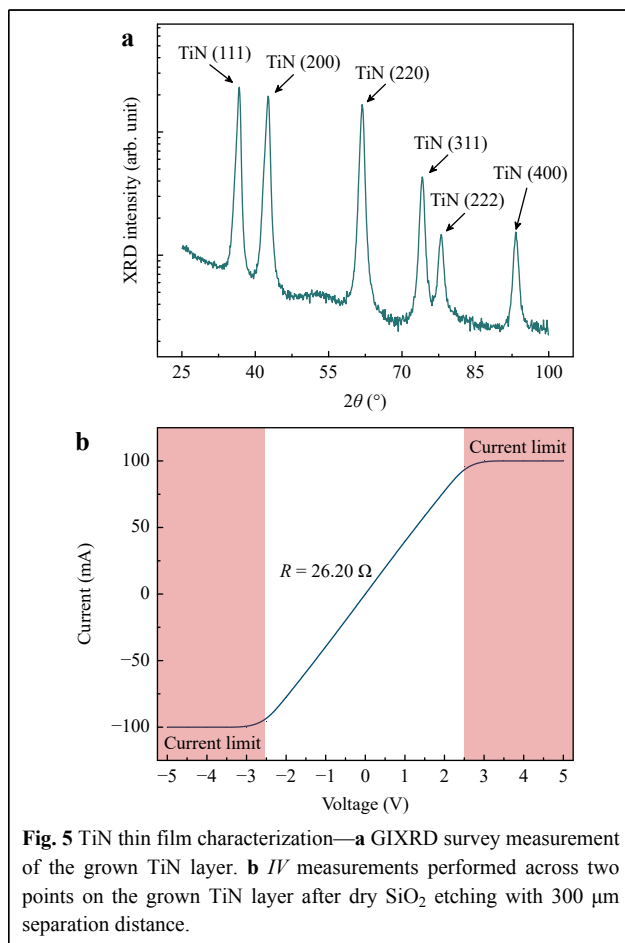 a
TiN (111)
TiN (200)
TiN (220)
TiN (311)
TiN (400)
TiN (222)
XRD intensity (arb. unit)
25 40 55 70 85 100
2θ (°)
b
Current limit
100
50
R = 26.20 Ω
0
Current (mA)
−50
−100
Current limit
−5 −4 −3 −2 −1 0 1 2 3 4 5
Voltage (V)
Fig. 5 TiN thin film characterization—a GIXRD survey measurement
of the grown TiN layer. b IV measurements performed across two
points on the grown TiN layer after dry SiO₂ etching with 300 μm
separation distance.